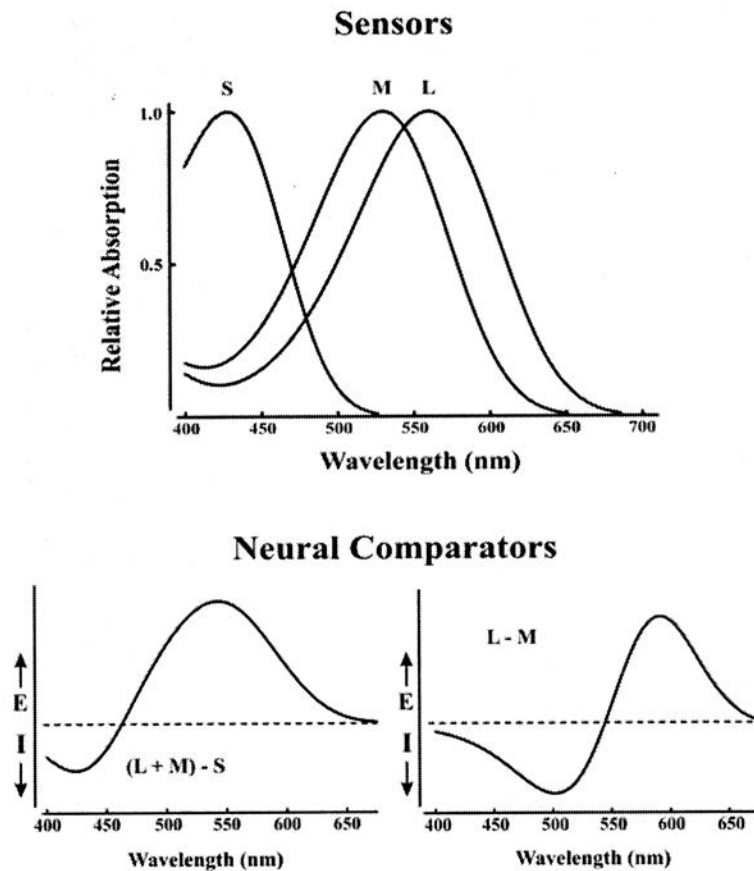 Sensors
S M L
1.0
0.5
Relative Absorption
400 450 500 550 600 650 700
Wavelength (nm)
Neural Comparators
E
I
(L + M) - S
400 450 500 550 600 650
Wavelength (nm)
L - M
E
I
400 450 500 550 600 650
Wavelength (nm)